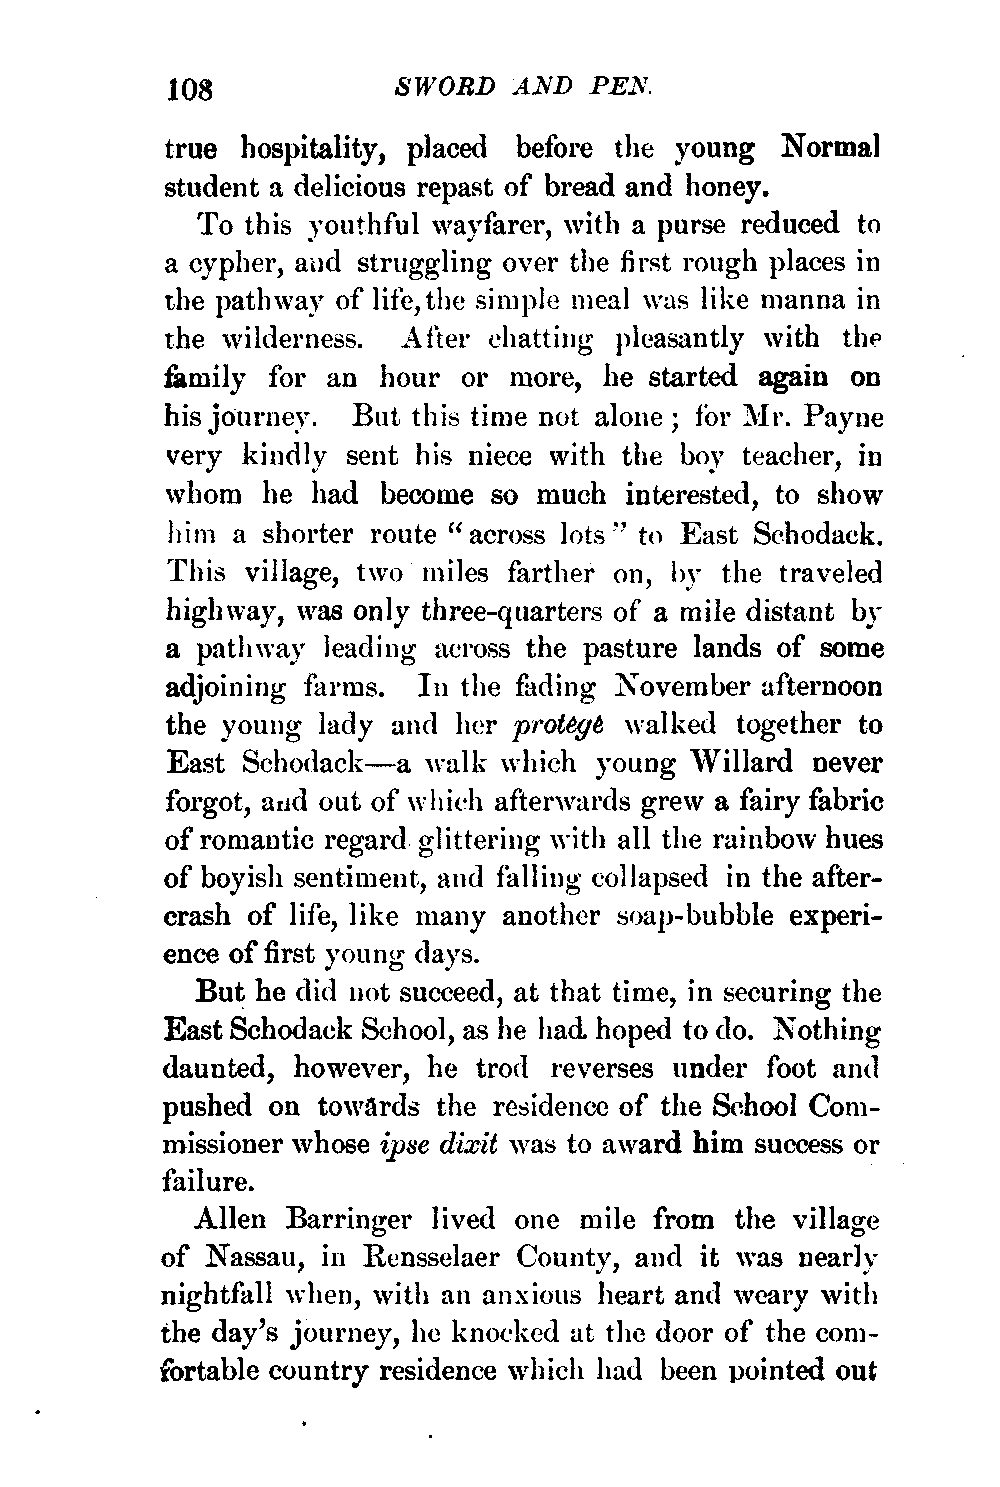 108 SWORD AND PEN.
true hospitality, placed before the young Normal
student a delicious repast of bread and honey.
To this youthful wayfarer, with a purse reduced to
a cypher, and struggling over the first rough places in
the pathway of life, the simple meal was like manna in
the wilderness. After chatting pleasantly with the
family for an hour or more, he started again on
his journey. But this time not alone; for Mr. Payne
very kindly sent his niece with the boy teacher, in
whom he had become so much interested, to show
him a shorter route "across lots" to East Schodack.
This village, two miles farther on, by the traveled
highway, was only three-quarters of a mile distant by
a pathway leading across the pasture lands of some
adjoining farms. In the fading November afternoon
the young lady and her protégé walked together to
East Schodack—a walk which young Willard never
forgot, and out of which afterwards grew a fairy fabric
of romantic regard glittering with all the rainbow hues
of boyish sentiment, and falling collapsed in the after-
crash of life, like many another soap-bubble experi-
ence of first young days.
But he did not succeed, at that time, in securing the
East Schodack School, as he had hoped to do. Nothing
daunted, however, he trod reverses under foot and
pushed on towards the residence of the School Com-
missioner whose ipse dixit was to award him success or
failure.
Allen Barringer lived one mile from the village
of Nassau, in Rensselaer County, and it was nearly
nightfall when, with an anxious heart and weary with
the day's journey, he knocked at the door of the com-
fortable country residence which had been pointed out